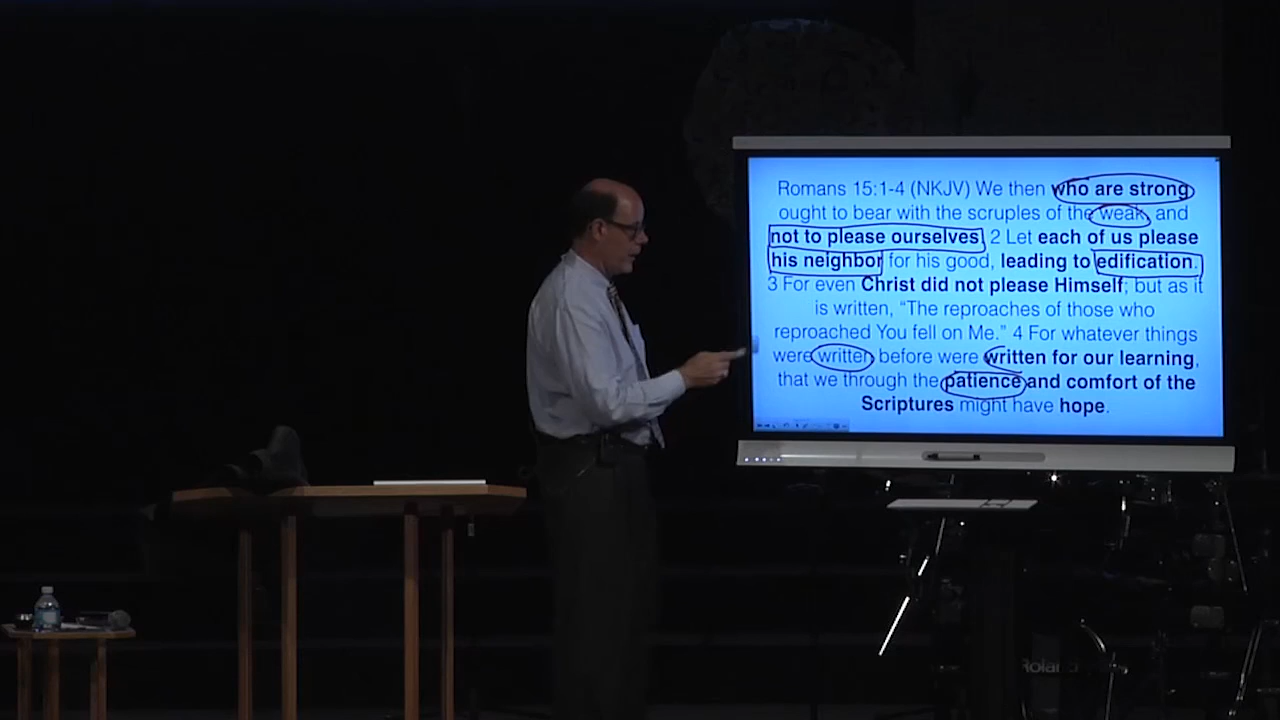 Romans 15:1-4 (NKJV) We then who are strong
ought to bear with the scruples of the weak, and
not to please ourselves. 2 Let each of us please
his neighbor for his good, leading to edification.
3 For even Christ did not please Himself; but as it
is written, “The reproaches of those who
reproached You fell on Me.” 4 For whatever things
were written before were written for our learning,
that we through the patience and comfort of the
Scriptures might have hope.
Roland